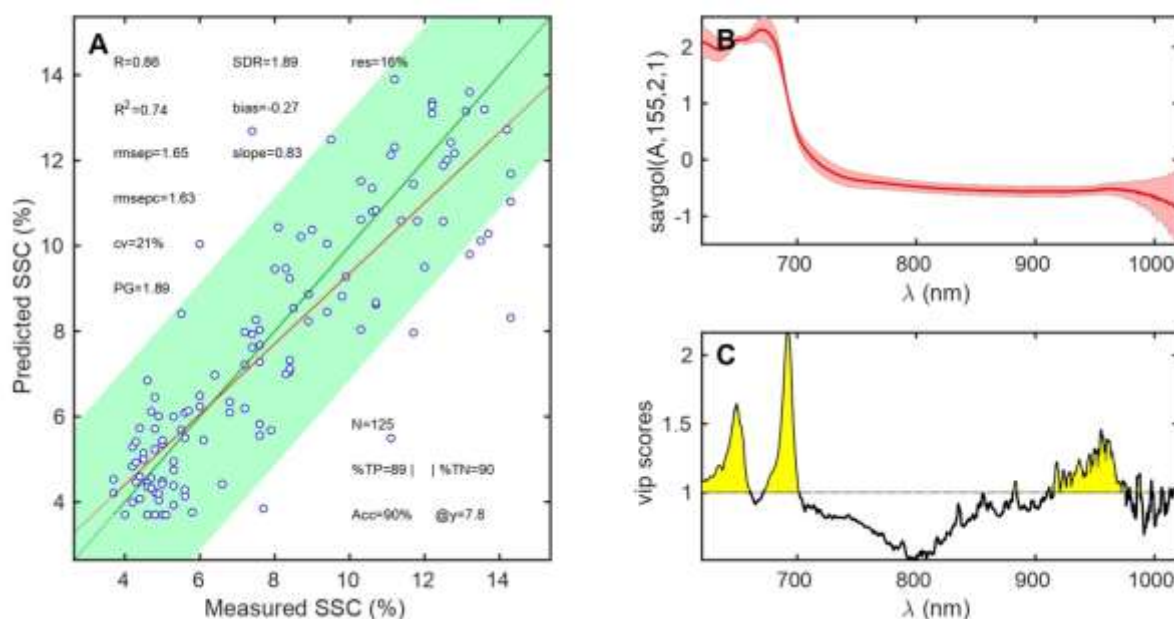 A
R=0.86 SDR=1.89 res=16%
R²=0.74 bias=-0.27
rmsep=1.65 slope=0.83
rmsepc=1.63
cv=21%
PG=1.89
N=125
%TP=89 | | %TN=90
Acc=90% @y=7.8
14
12
10
8
6
4
Predicted SSC (%)
4 6 8 10 12 14
Measured SSC (%)
B
2
1
0
-1
savgol(A,155,2,1)
700 800 900 1000
λ (nm)
C
2
1.5
1
vip scores
700 800 900 1000
λ (nm)